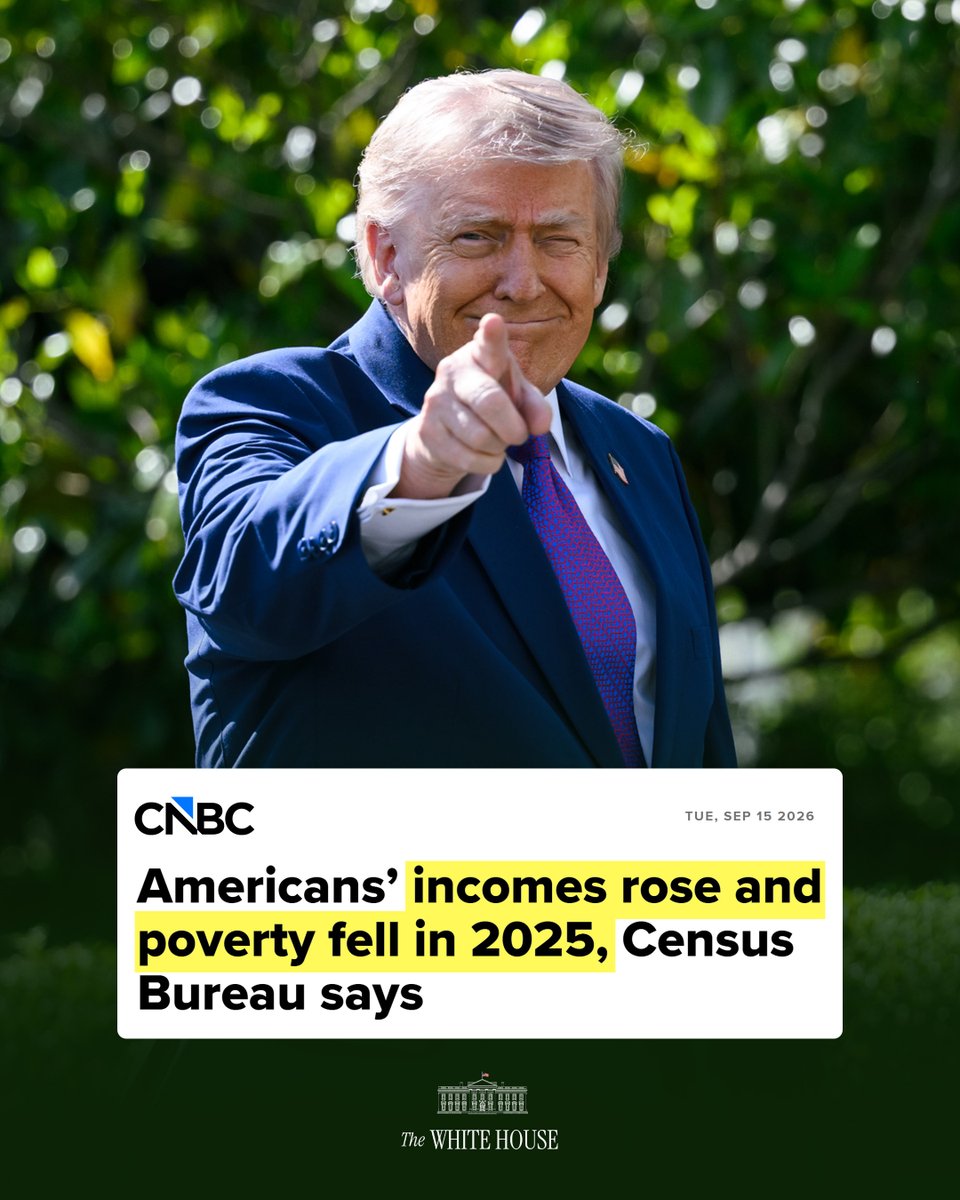 CNBC
TUE, SEP 15 2026
Americans’ incomes rose and
poverty fell in 2025, Census
Bureau says
The WHITE HOUSE